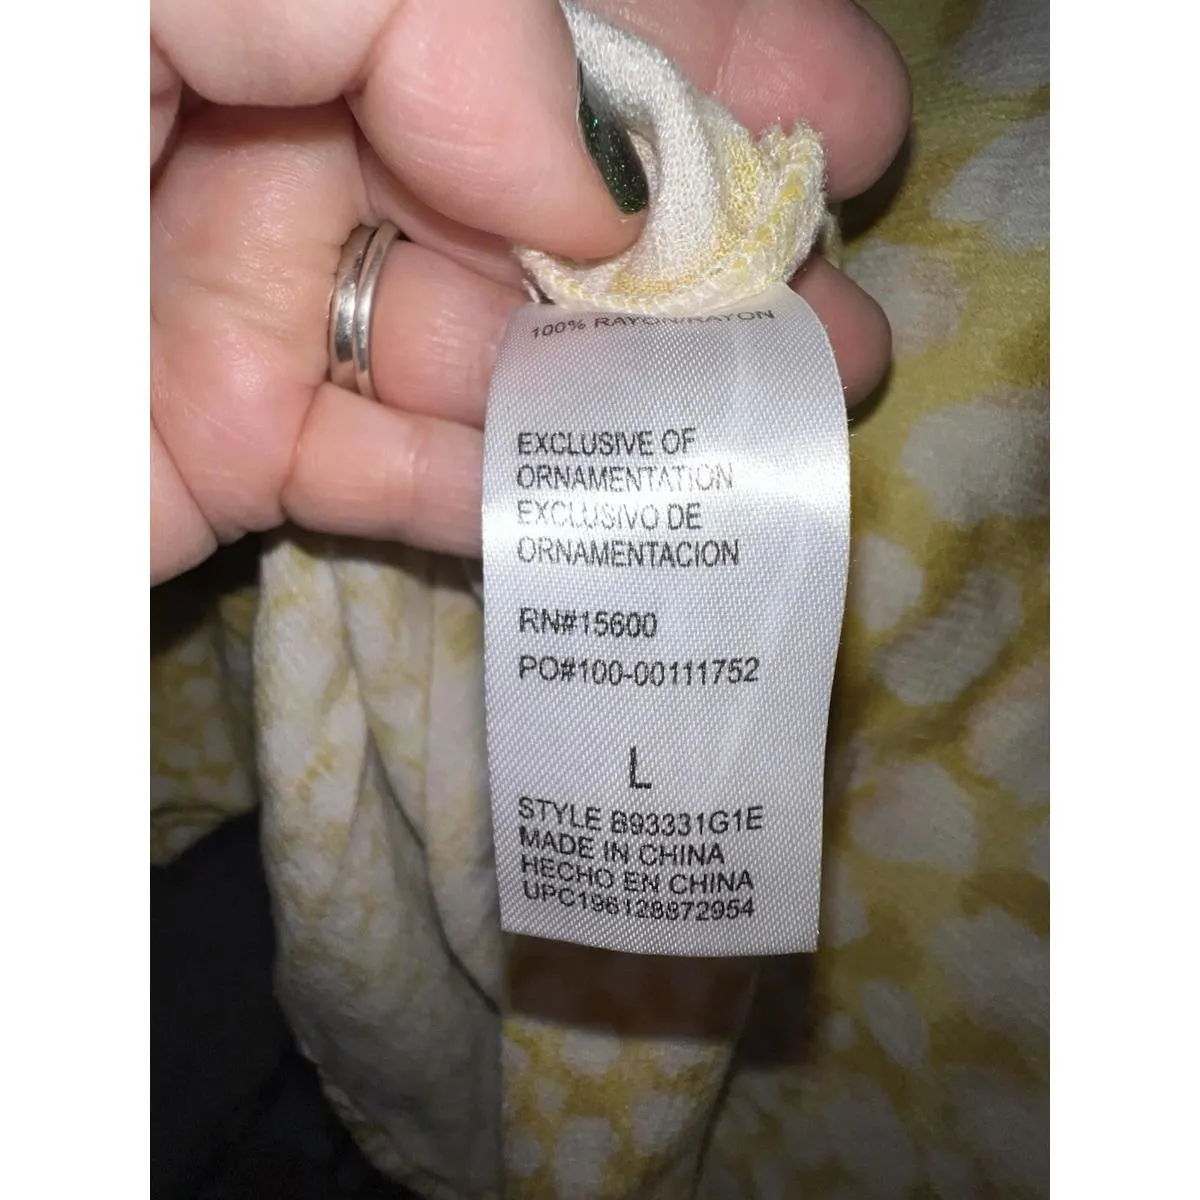 100% RAYON/RAYON
EXCLUSIVE OF
ORNAMENTATION
EXCLUSIVO DE
ORNAMENTACION
RN#15600
PO#100-00111752
L
STYLE B93331G1E
MADE IN CHINA
HECHO EN CHINA
UPC196128872954